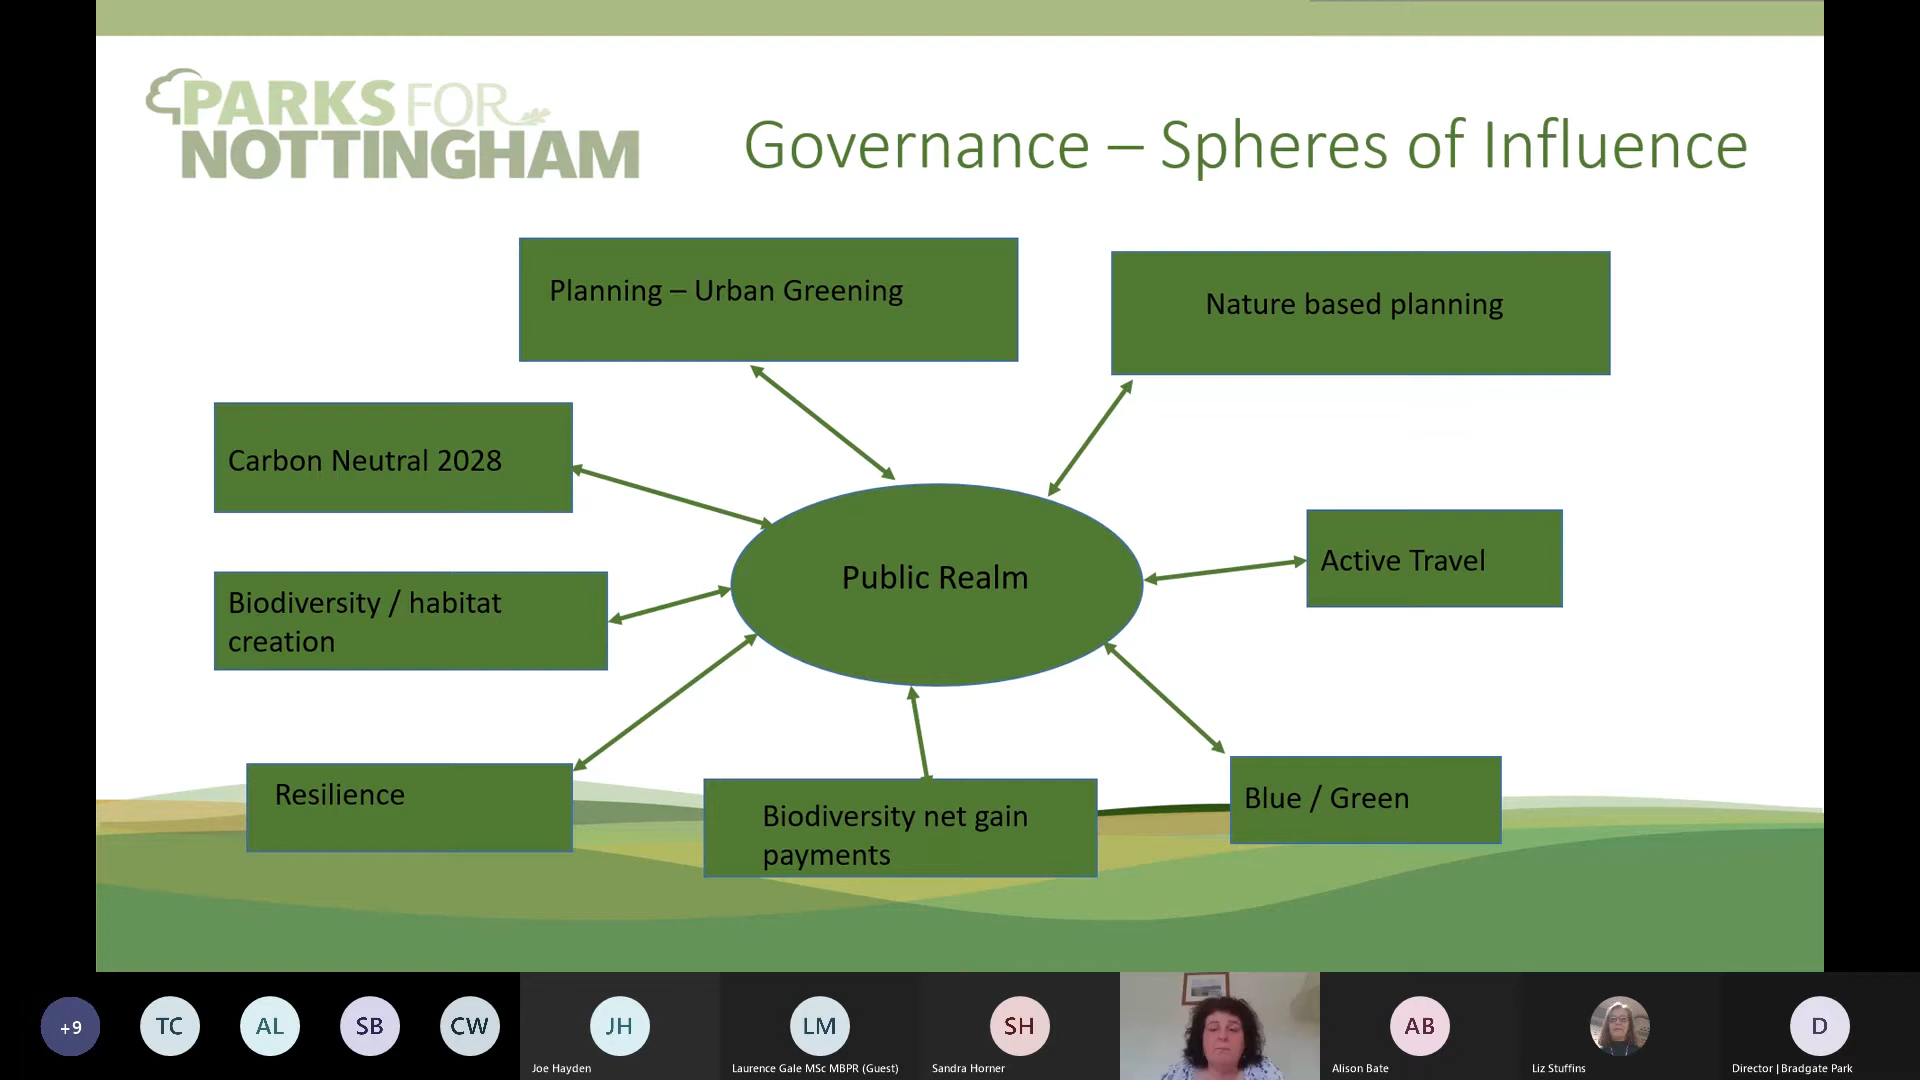 PARKS FOR
NOTTINGHAM
Governance – Spheres of Influence
Planning – Urban Greening
Nature based planning
Carbon Neutral 2028
Active Travel
Public Realm
Biodiversity / habitat
creation
Resilience
Biodiversity net gain
payments
Blue / Green
+9
TC
AL
SB
CW
JH
LM
SH
AB
D
Joe Hayden
Laurence Gale MSc MBPR (Guest)
Sandra Horner
Alison Bate
Liz Stuffins
Director | Bradgate Park